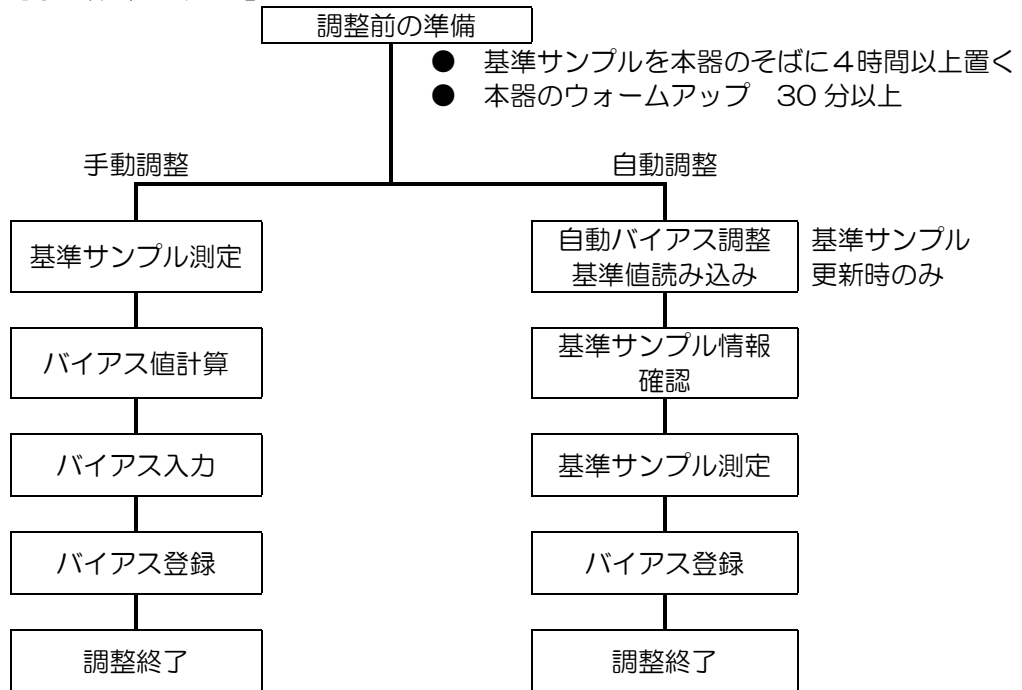 調整前の準備
● 基準サンプルを本器のそばに4時間以上置く
● 本器のウォームアップ 30分以上
手動調整
基準サンプル測定
バイアス値計算
バイアス入力
バイアス登録
調整終了
自動調整
自動バイアス調整
基準値読み込み
基準サンプル
更新時のみ
基準サンプル情報
確認
基準サンプル測定
バイアス登録
調整終了